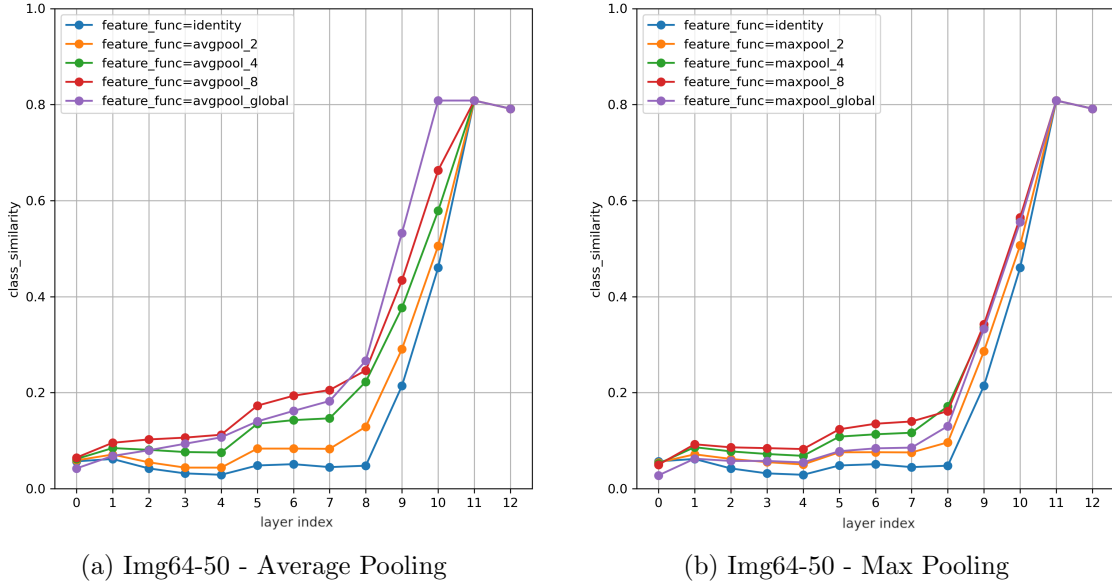 1.0
0.8
0.6
0.4
0.2
0.0
class_similarity
feature_func=identity
feature_func=avgpool_2
feature_func=avgpool_4
feature_func=avgpool_8
feature_func=avgpool_global
0 1 2 3 4 5 6 7 8 9 10 11 12
layer index
(a) Img64-50 - Average Pooling
1.0
0.8
0.6
0.4
0.2
0.0
class_similarity
feature_func=identity
feature_func=maxpool_2
feature_func=maxpool_4
feature_func=maxpool_8
feature_func=maxpool_global
0 1 2 3 4 5 6 7 8 9 10 11 12
layer index
(b) Img64-50 - Max Pooling